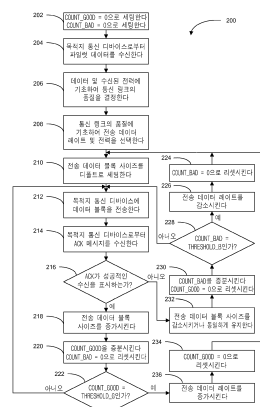 202
COUNT_GOOD = 0으로 세팅한다
COUNT_BAD = 0으로 세팅한다
200
204
목적지 통신 디바이스로부터
파일럿 데이터를 수신한다
206
데이터 및 수신된 전력에
기초하여 통신 링크의
품질을 결정한다
208
통신 링크의 품질에
기초하여 전송 데이터
레이트 및 전력을 선택한다
210
전송 데이터 블록 사이즈를
디폴트로 세팅한다
212
목적지 통신 디바이스에
데이터 블록을 전송한다
214
목적지 통신 디바이스로부터
ACK 메시지를 수신한다
216
ACK가 성공적인
수신을 표시하는가?
아니오
예
218
전송 데이터 블록
사이즈를 증가시킨다
220
COUNT_GOOD을 증분시킨다
COUNT_BAD = 0으로 리셋시킨다
222
아니오
COUNT_GOOD =
THRESHOLD_G인가?
예
224
COUNT_BAD = 0으로 리셋시킨다
226
전송 데이터 레이트를
감소시킨다
예
228
아니오
COUNT_BAD =
THRESHOLD_B인가?
230
COUNT_BAD을 증분시킨다
COUNT_GOOD = 0으로 리셋시킨다
232
전송 데이터 블록 사이즈를
감소시키거나 동일하게 유지한다
234
COUNT_GOOD = 0으로
리셋시킨다
236
전송 데이터 레이트를
증가시킨다